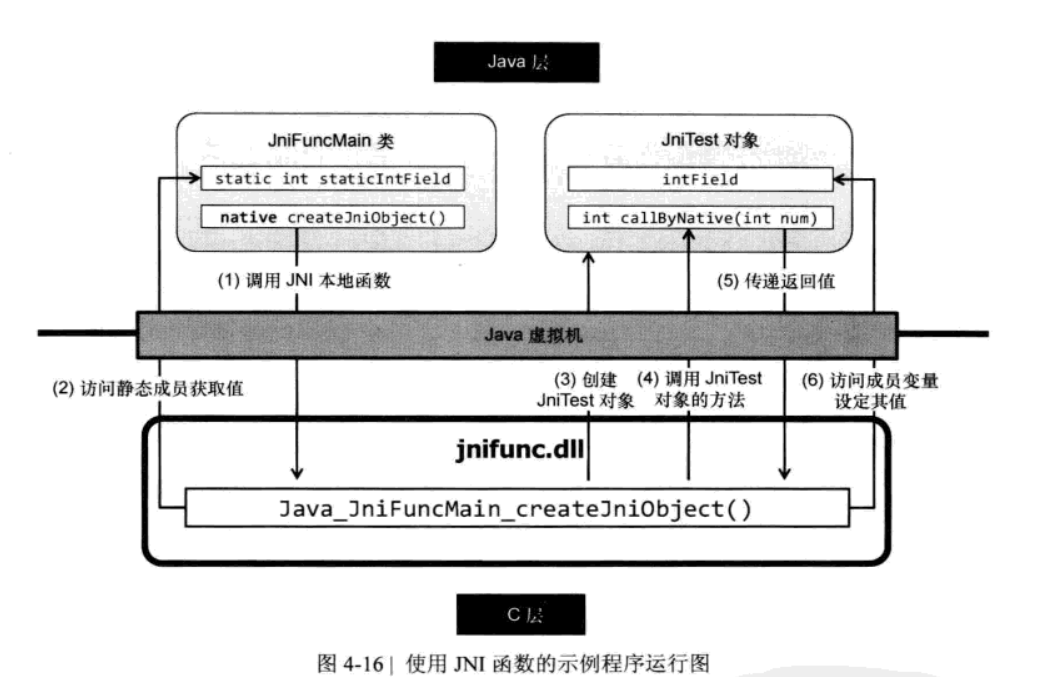 Java 层
JniFuncMain 类
static int staticIntField
native createJniObject()
JniTest 对象
intField
int callByNative(int num)
(1) 调用 JNI 本地函数
(5) 传递返回值
Java 虚拟机
(2) 访问静态成员获取值
(3) 创建
JniTest 对象
(4) 调用 JniTest
对象的方法
(6) 访问成员变量
设定其值
jnifunc.dll
Java_JniFuncMain_createJniObject()
C 层
图 4-16 | 使用 JNI 函数的示例程序运行图